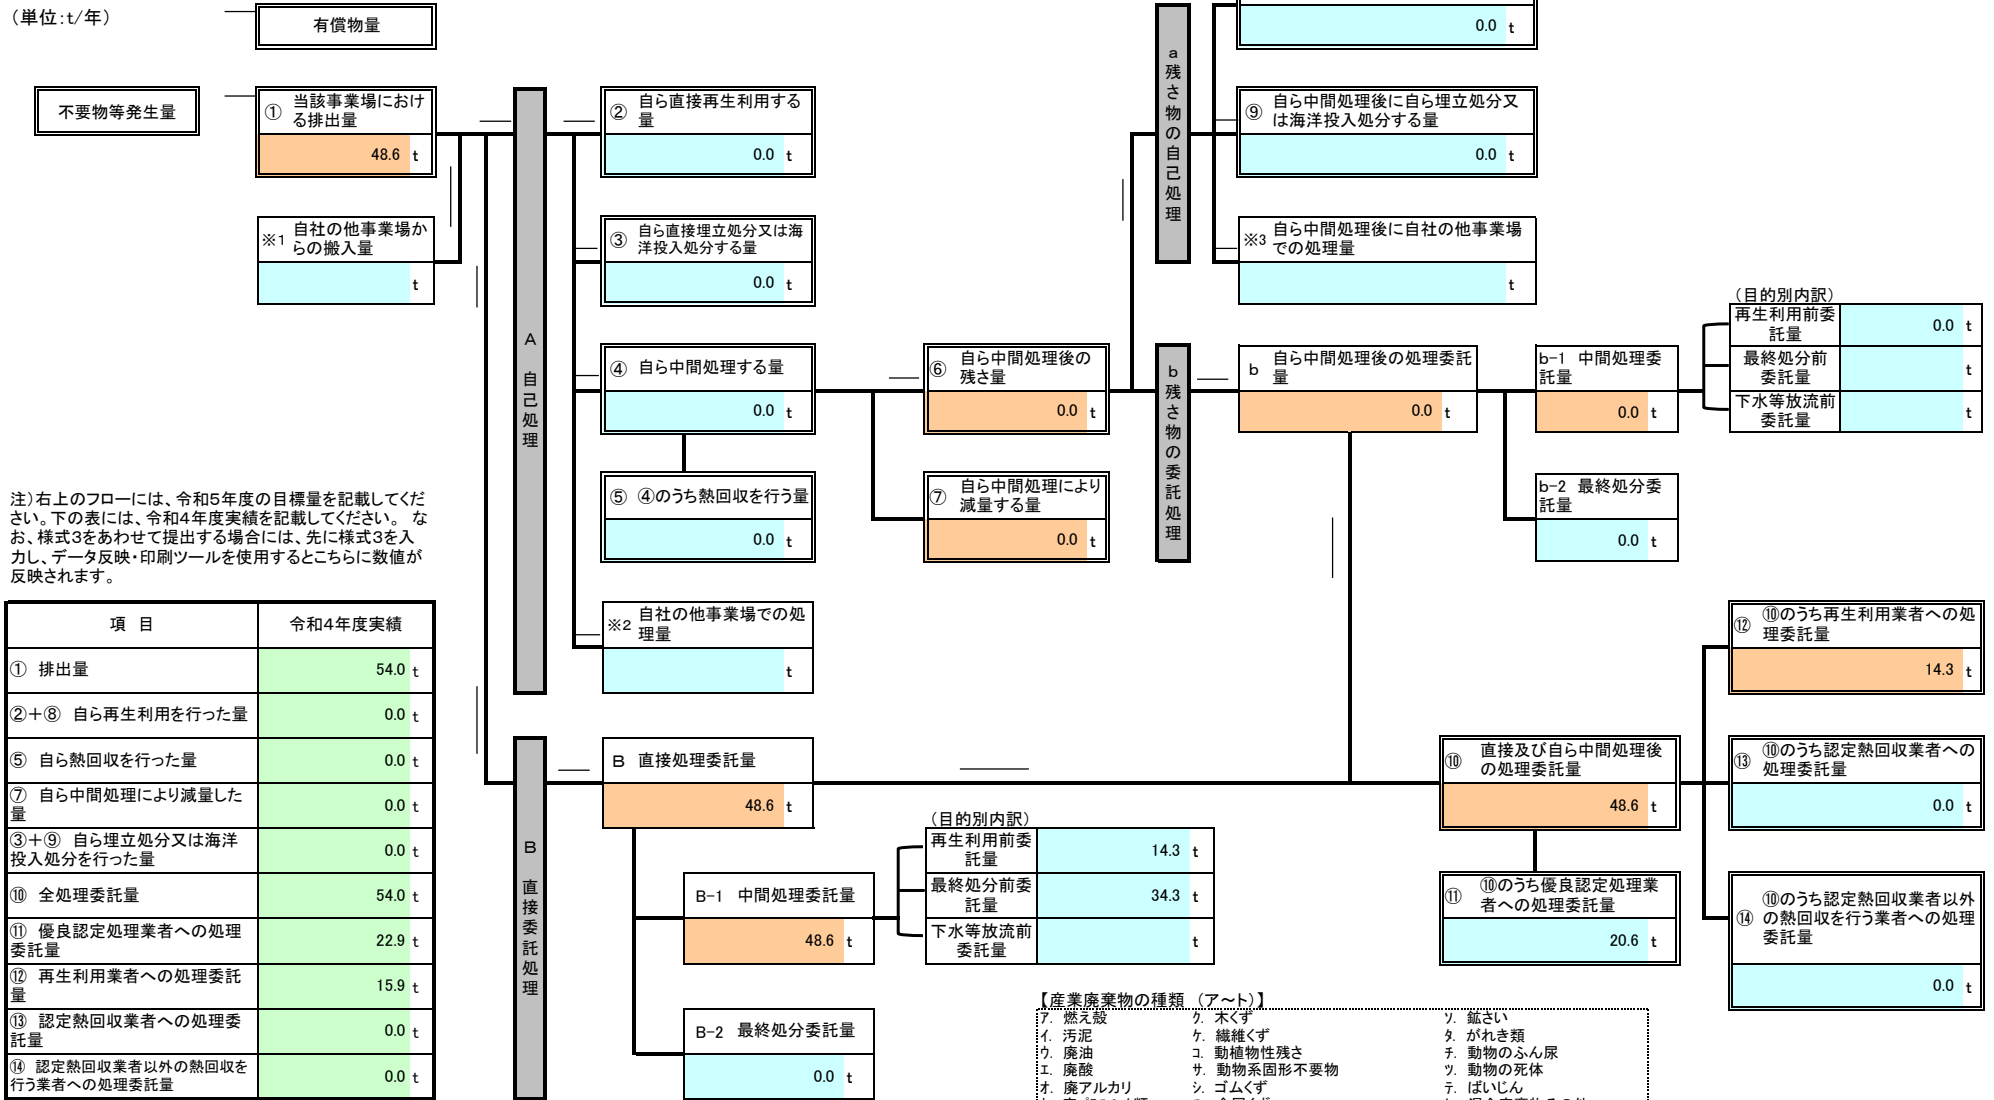 （単位：t/年）
有償物量
不要物等発生量
① 当該事業場におけ
る排出量
48.6 t
※1 自社の他事業場か
らの搬入量
t
A 自己処理
② 自ら直接再生利用する
量
0.0 t
③ 自ら直接埋立処分又は海
洋投入処分する量
0.0 t
④ 自ら中間処理する量
0.0 t
⑤ ④のうち熱回収を行う量
0.0 t
※2 自社の他事業場での処
理量
t
⑥ 自ら中間処理後の
残さ量
0.0 t
⑦ 自ら中間処理により
減量する量
0.0 t
a残さ物の自己処理
0.0 t
⑨ 自ら中間処理後に自ら埋立処分又
は海洋投入処分する量
0.0 t
※3 自ら中間処理後に自社の他事業場
での処理量
t
b残さ物の委託処理
b 自ら中間処理後の処理委託
量
0.0 t
b-1 中間処理委
託量
0.0 t
（目的別内訳）
再生利用前委
託量
0.0 t
最終処分前
委託量
t
下水等放流前
委託量
t
b-2 最終処分委
託量
0.0 t
注）右上のフローには、令和5年度の目標量を記載してくだ
さい。下の表には、令和4年度実績を記載してください。 な
お、様式3をあわせて提出する場合には、先に様式3を入
力し、データ反映・印刷ツールを使用するとこちらに数値が
反映されます。
項 目 令和4年度実績
① 排出量 54.0 t
②＋⑧ 自ら再生利用を行った量 0.0 t
⑤ 自ら熱回収を行った量 0.0 t
⑦ 自ら中間処理により減量した
量 0.0 t
③＋⑨ 自ら埋立処分又は海洋
投入処分を行った量 0.0 t
⑩ 全処理委託量 54.0 t
⑪ 優良認定処理業者への処理
委託量 22.9 t
⑫ 再生利用業者への処理委託
量 15.9 t
⑬ 認定熱回収業者への処理委
託量 0.0 t
⑭ 認定熱回収業者以外の熱回収を
行う業者への処理委託量 0.0 t
B 直接委託処理
B 直接処理委託量
48.6 t
B-1 中間処理委託量
48.6 t
（目的別内訳）
再生利用前委
託量
14.3 t
最終処分前委
託量
34.3 t
下水等放流前
委託量
t
B-2 最終処分委託量
0.0 t
⑩ 直接及び自ら中間処理後
の処理委託量
48.6 t
⑪ ⑩のうち優良認定処理業
者への処理委託量
20.6 t
⑫ ⑩のうち再生利用業者への処
理委託量
14.3 t
⑬ ⑩のうち認定熱回収業者への
処理委託量
0.0 t
⑭ ⑩のうち認定熱回収業者以外
の熱回収を行う業者への処理
委託量
0.0 t
【産業廃棄物の種類 （ア～ト）】
ア. 燃え殻 ク. 木くず ソ. 鉱さい
イ. 汚泥 ケ. 繊維くず タ. がれき類
ウ. 廃油 コ. 動植物性残さ チ. 動物のふん尿
エ. 廃酸 サ. 動物系固形不要物 ツ. 動物の死体
オ. 廃アルカリ シ. ゴムくず テ. ばいじん